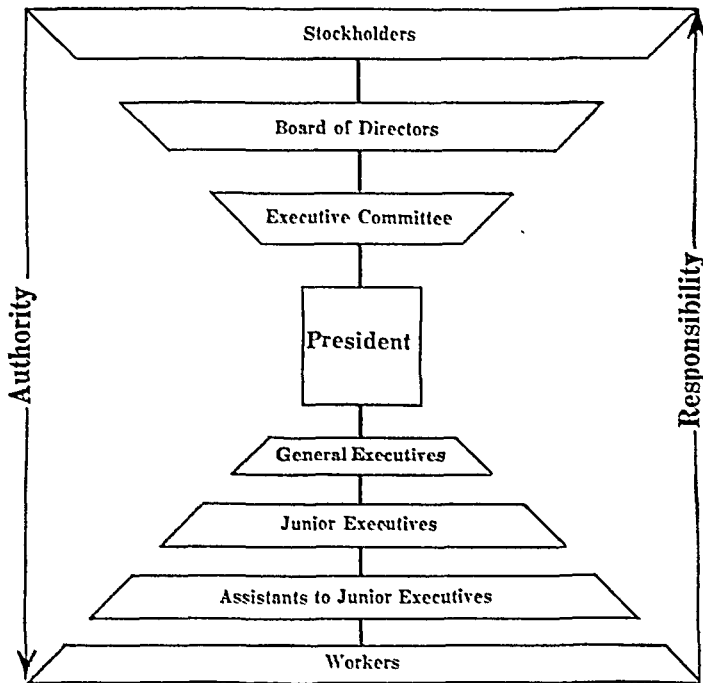 Stockholders
Board of Directors
Executive Committee
Authority
President
Responsibility
General Executives
Junior Executives
Assistants to Junior Executives
Workers